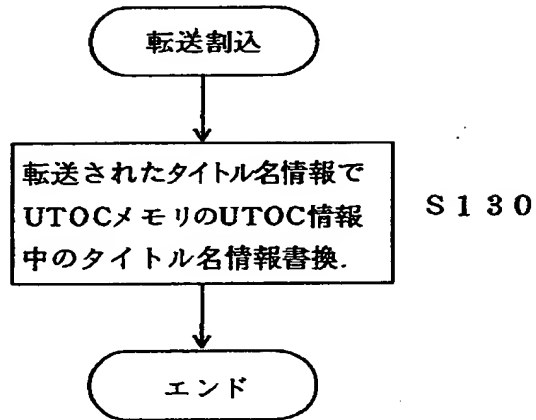 転送割込
転送されたタイトル名情報で
UTOCメモリのUTOC情報
中のタイトル名情報書換.
S130
エンド